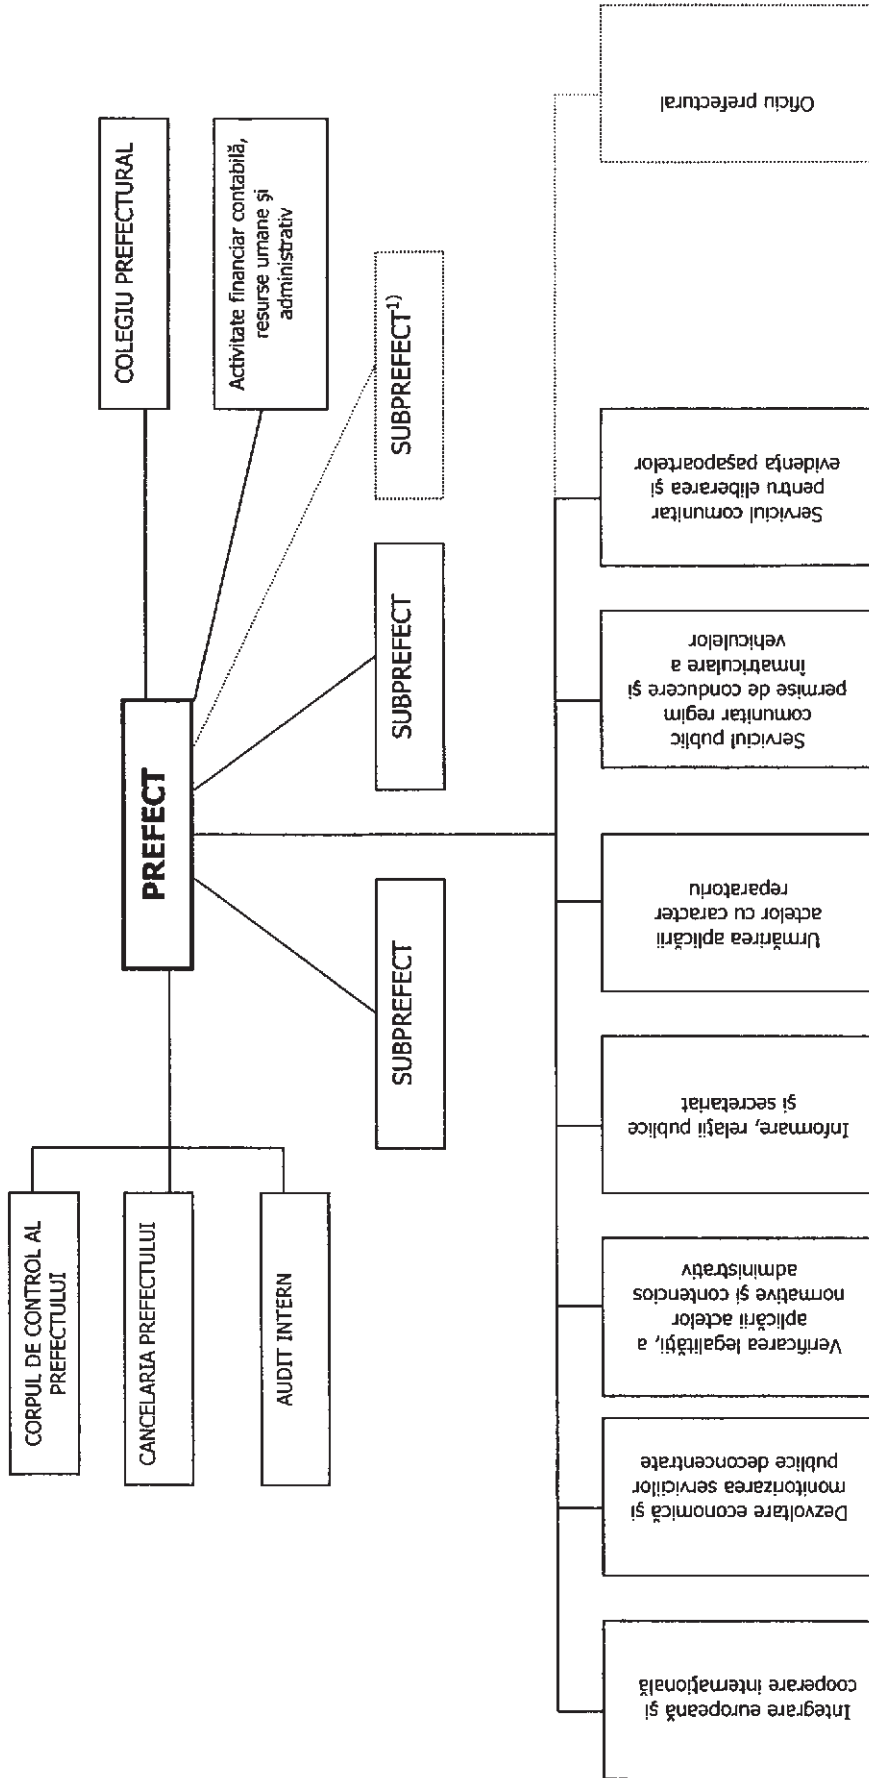 CORPUL DE CONTROL AL
PREFECTULUI
CANCELARIA PREFECTULUI
AUDIT INTERN
PREFECT
COLEGIU PREFECTURAL
Activitate financiar contabilă,
resurse umane şi
administrativ
SUBPREFECT
SUBPREFECT
SUBPREFECT¹⁾
Integrare europeană şi
cooperare internaţională
Dezvoltare economică şi
monitorizarea serviciilor
publice deconcentrate
Verificarea legalităţii, a
aplicării actelor
normative şi contencios
administrativ
Informare, relaţii publice
şi secretariat
Urmărirea aplicării
actelor cu caracter
reparatoriu
Serviciul public
comunitar regim
permise de conducere şi
înmatriculare a
vehiculelor
Serviciul comunitar
pentru eliberarea şi
evidenţa paşapoartelor
Oficiu prefectural